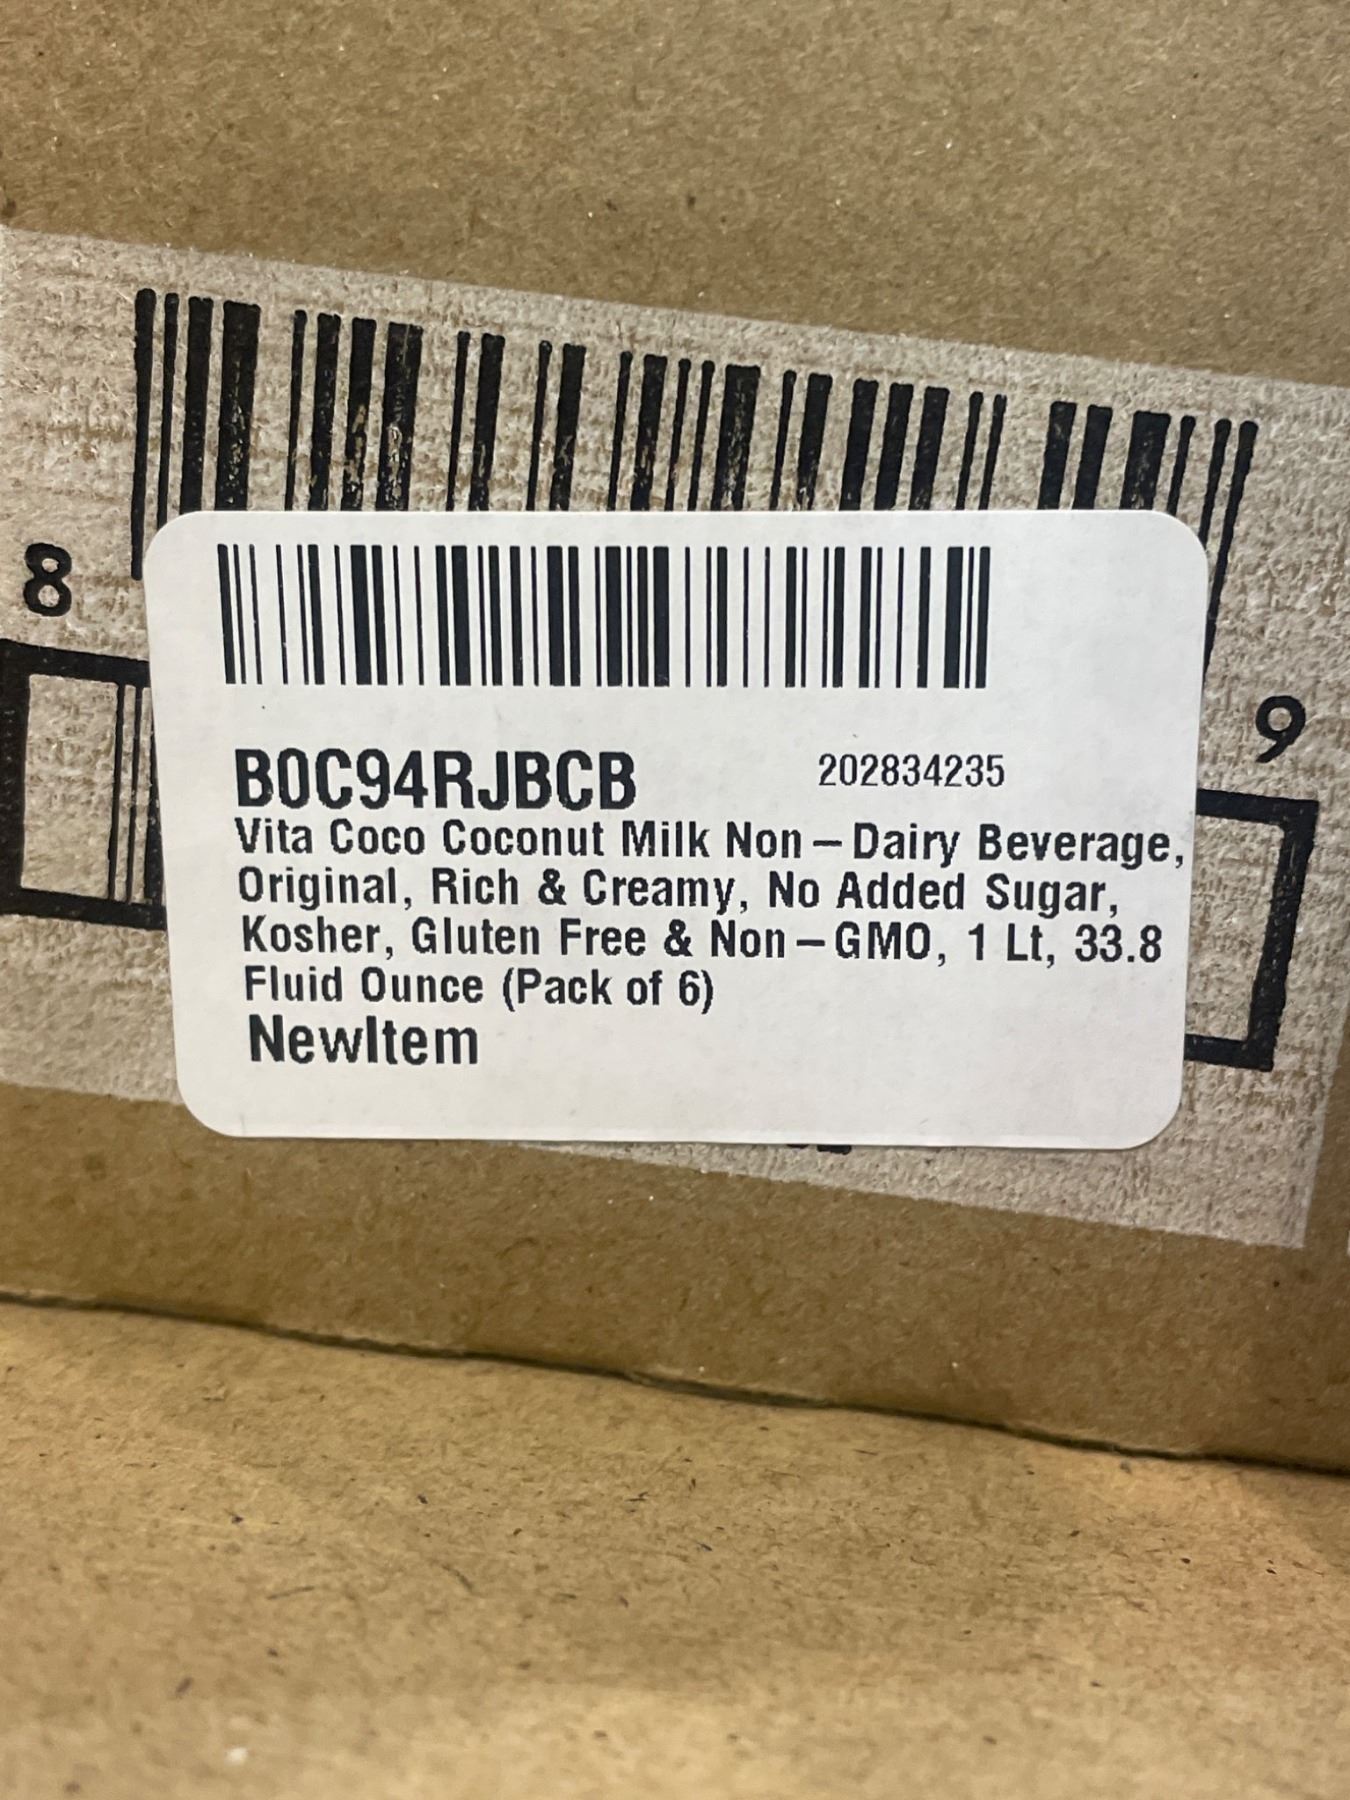 8
9
B0C94RJBCB 202834235
Vita Coco Coconut Milk Non–Dairy Beverage,
Original, Rich & Creamy, No Added Sugar,
Kosher, Gluten Free & Non–GMO, 1 Lt, 33.8
Fluid Ounce (Pack of 6)
NewItem